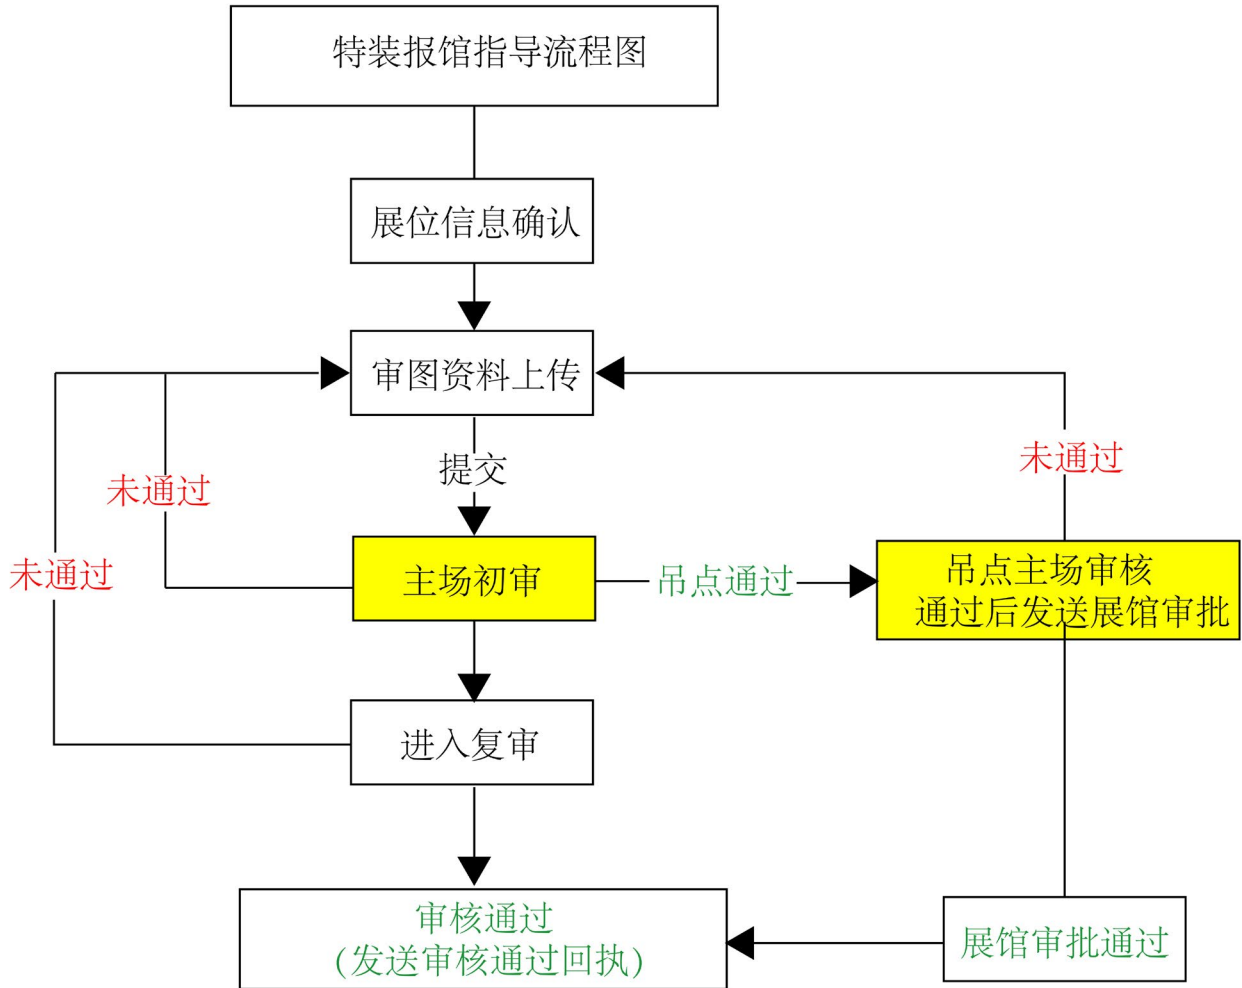 特装报馆指导流程图
展位信息确认
审图资料上传
提交
未通过
未通过
未通过
主场初审
吊点通过
吊点主场审核
通过后发送展馆审批
进入复审
审核通过
(发送审核通过回执)
展馆审批通过